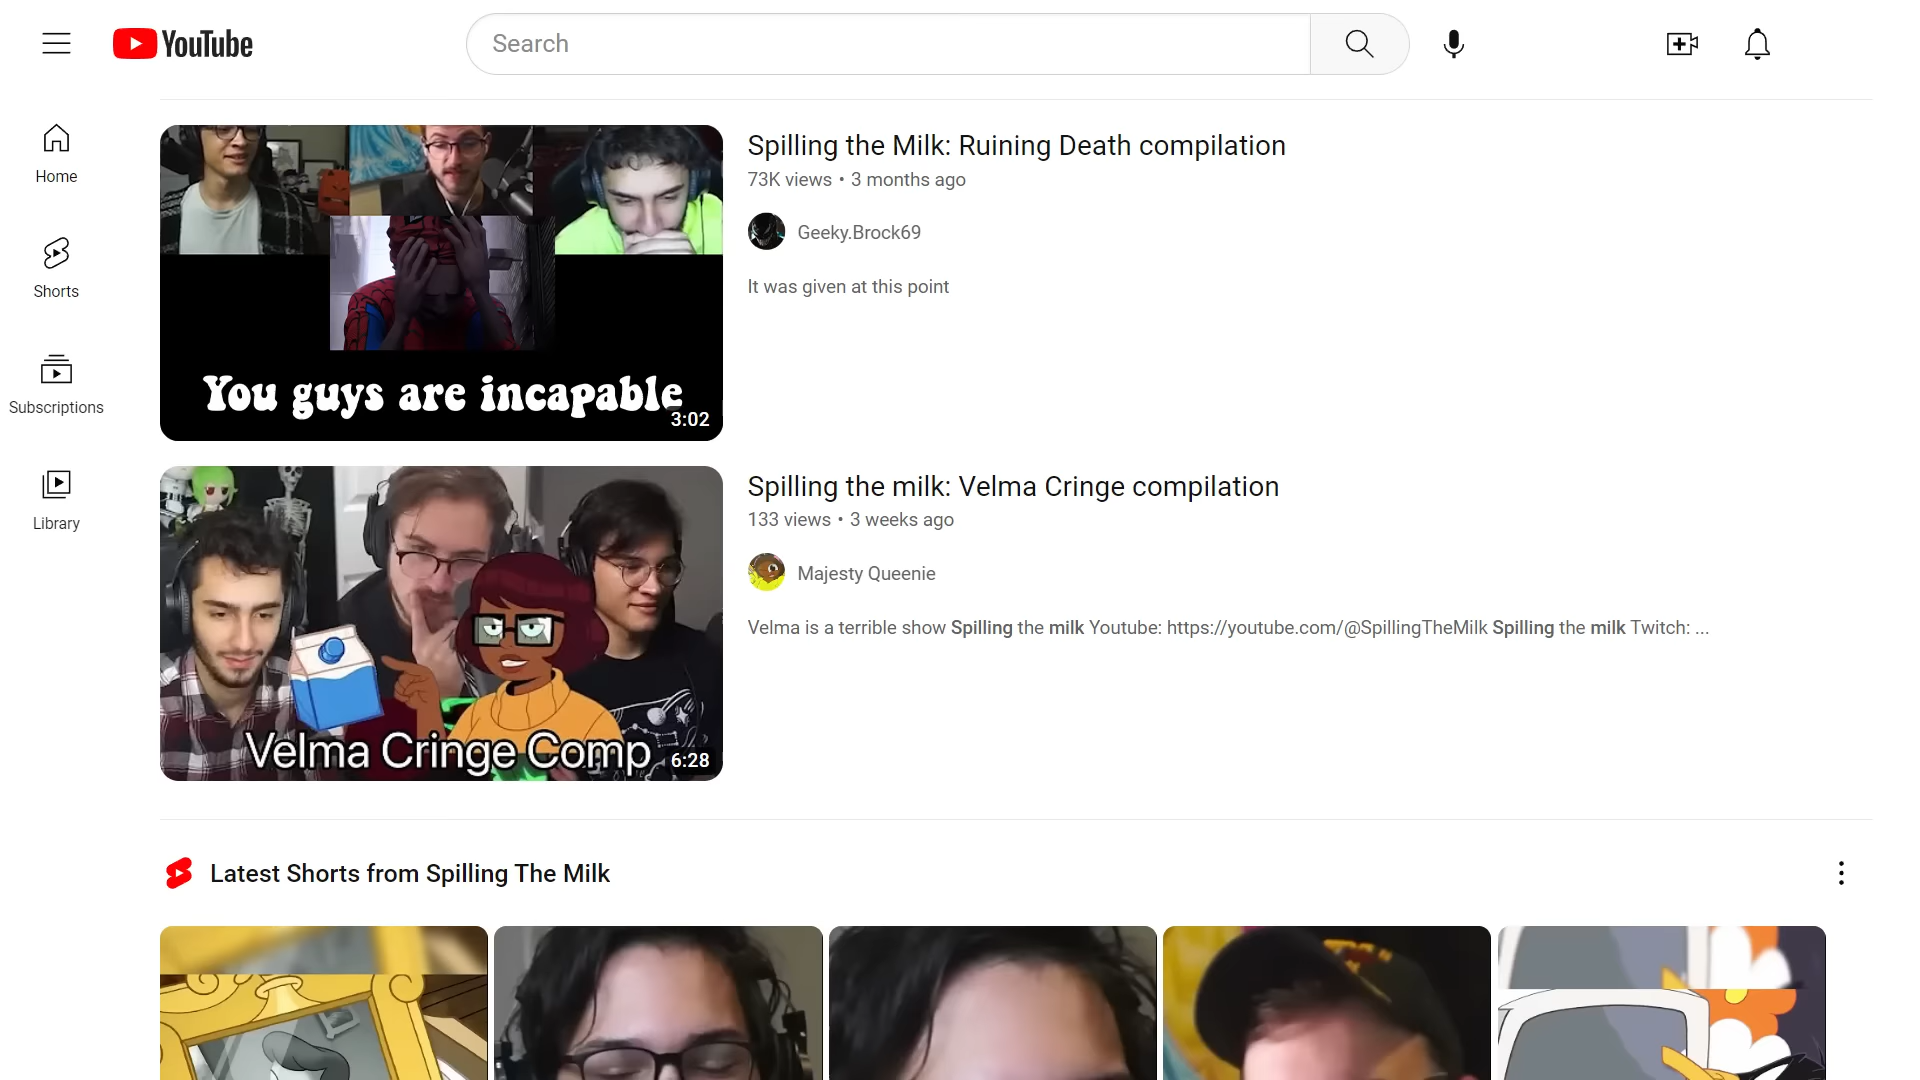 YouTube
Search
Home
Shorts
Subscriptions
Library
You guys are incapable
3:02
Spilling the Milk: Ruining Death compilation
73K views • 3 months ago
Geeky.Brock69
It was given at this point
Velma Cringe Comp
6:28
Spilling the milk: Velma Cringe compilation
133 views • 3 weeks ago
Majesty Queenie
Velma is a terrible show Spilling the milk Youtube: https://youtube.com/@SpillingTheMilk Spilling the milk Twitch: ...
Latest Shorts from Spilling The Milk